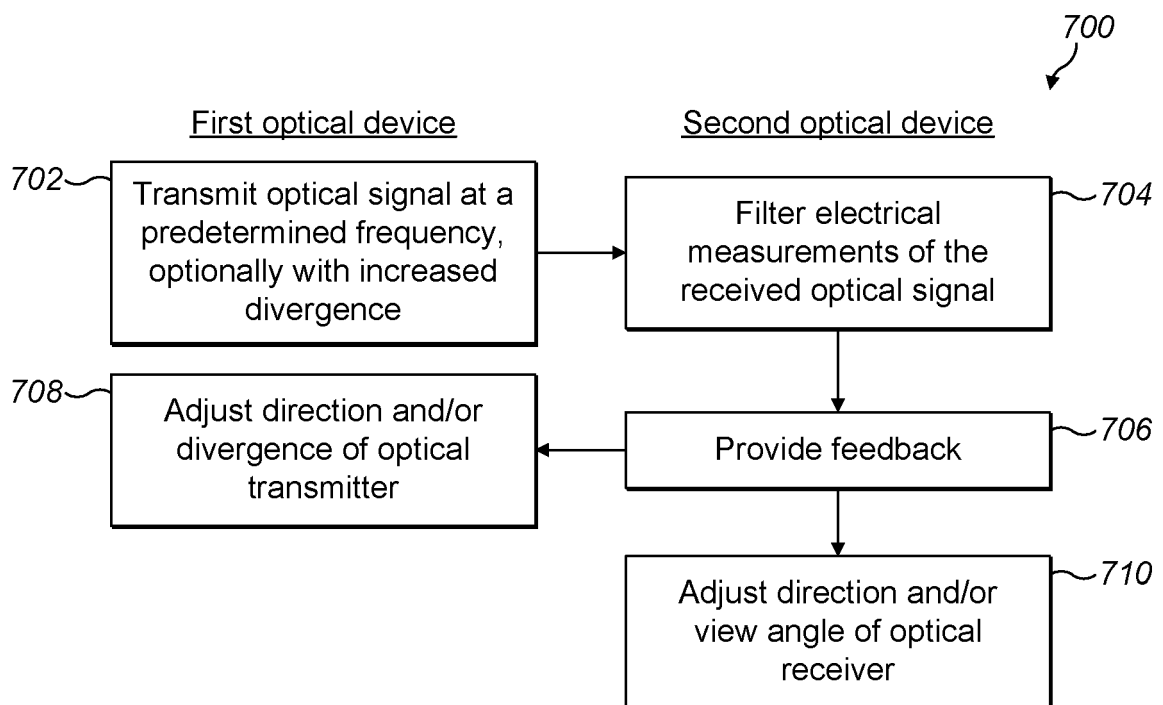 700
First optical device
Second optical device
702
Transmit optical signal at a
predetermined frequency,
optionally with increased
divergence
704
Filter electrical
measurements of the
received optical signal
708
Adjust direction and/or
divergence of optical
transmitter
706
Provide feedback
710
Adjust direction and/or
view angle of optical
receiver